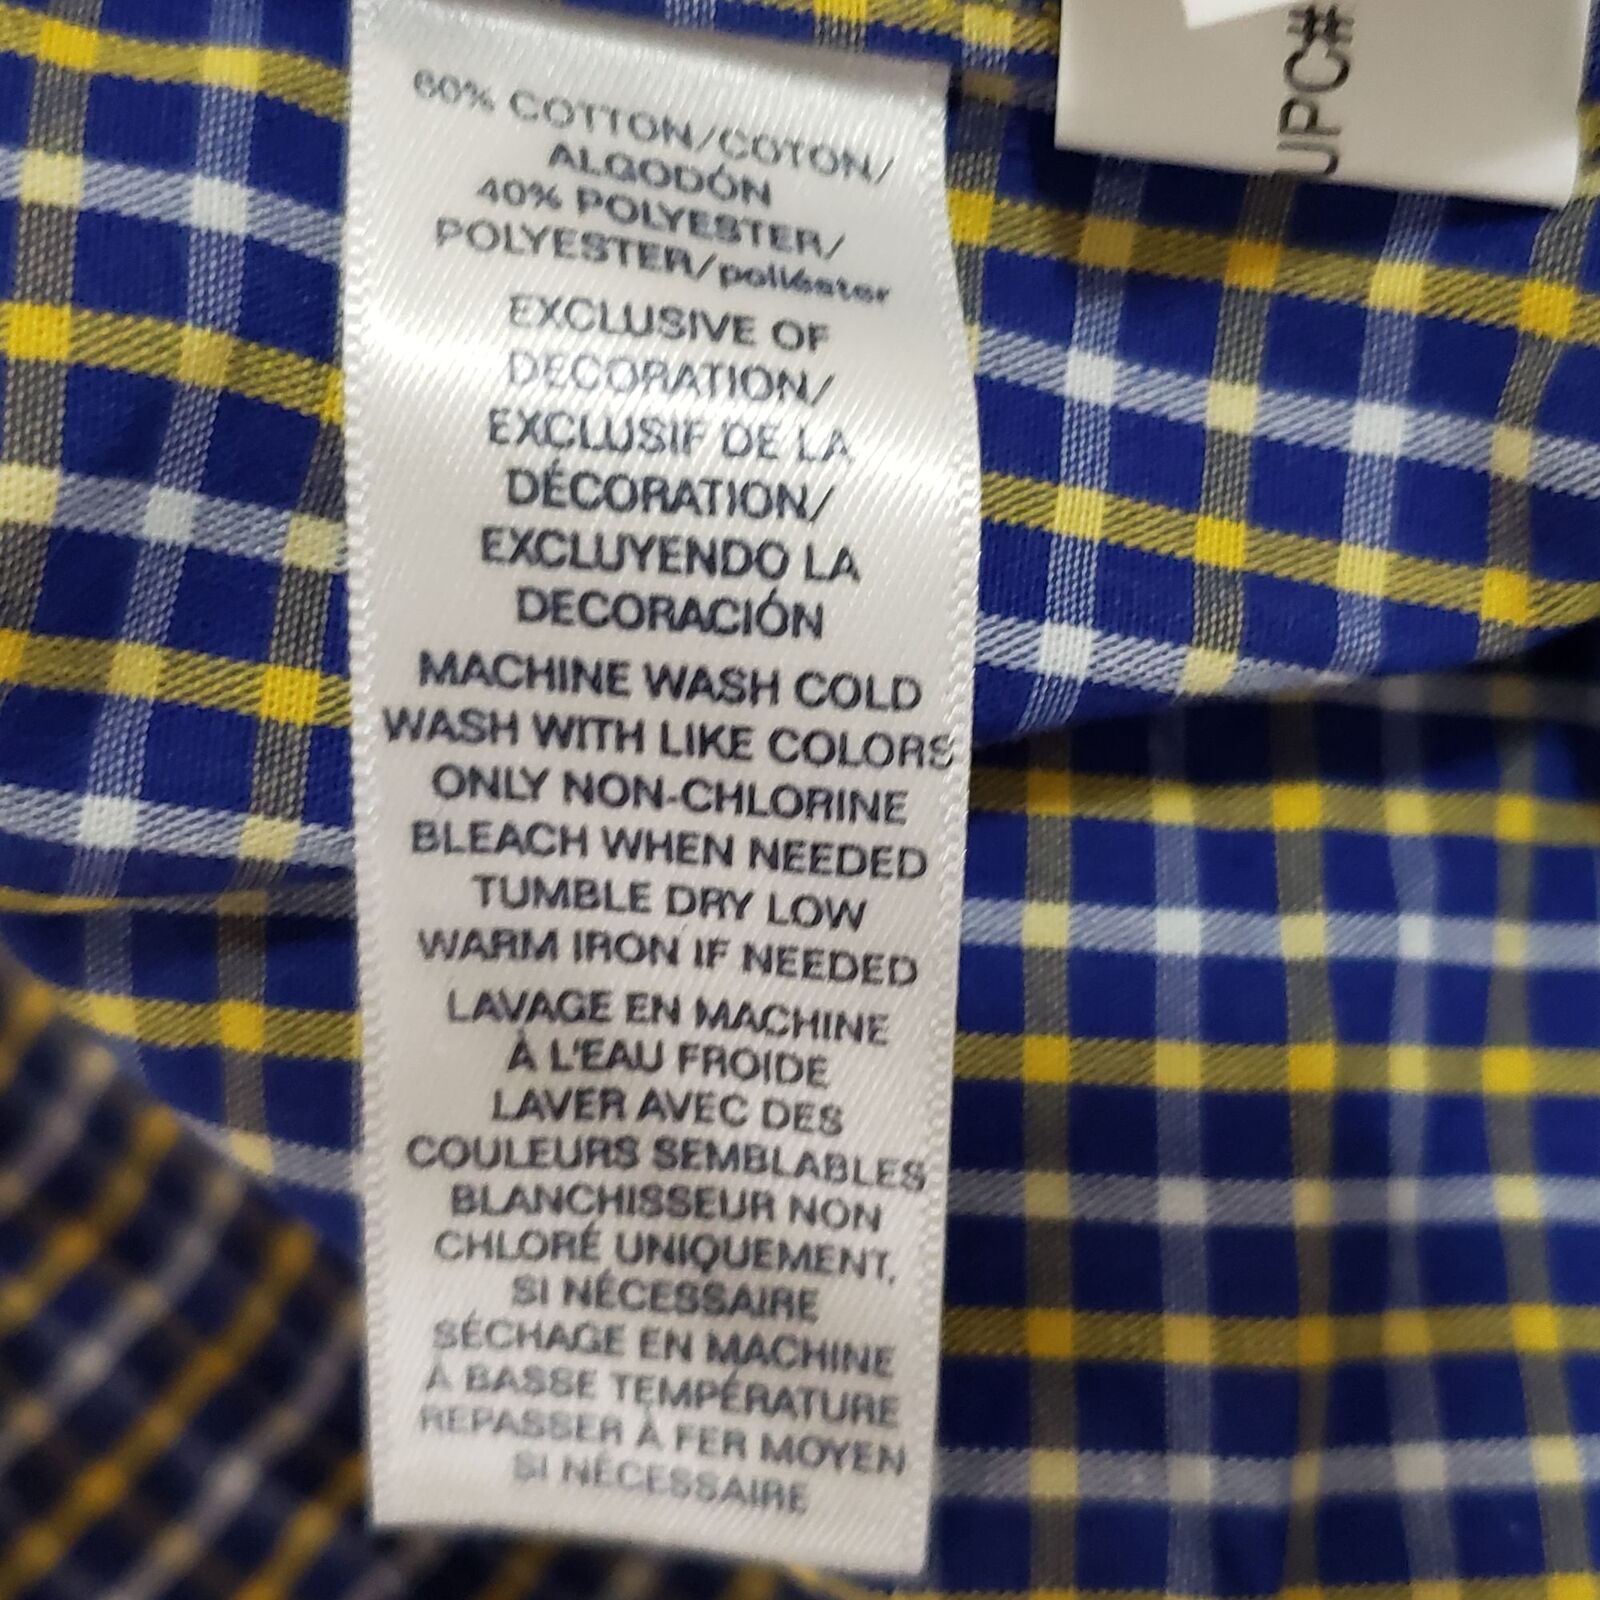 60% COTTON/COTON/
ALGODÓN
40% POLYESTER/
POLYESTER/poliéster
EXCLUSIVE OF
DECORATION/
EXCLUSIF DE LA
DÉCORATION/
EXCLUYENDO LA
DECORACIÓN
MACHINE WASH COLD
WASH WITH LIKE COLORS
ONLY NON-CHLORINE
BLEACH WHEN NEEDED
TUMBLE DRY LOW
WARM IRON IF NEEDED
LAVAGE EN MACHINE
À L'EAU FROIDE
LAVER AVEC DES
COULEURS SEMBLABLES
BLANCHISSEUR NON
CHLORÉ UNIQUEMENT,
SI NÉCESSAIRE
SÉCHAGE EN MACHINE
À BASSE TEMPÉRATURE
REPASSER À FER MOYEN
SI NÉCESSAIRE
UPC#